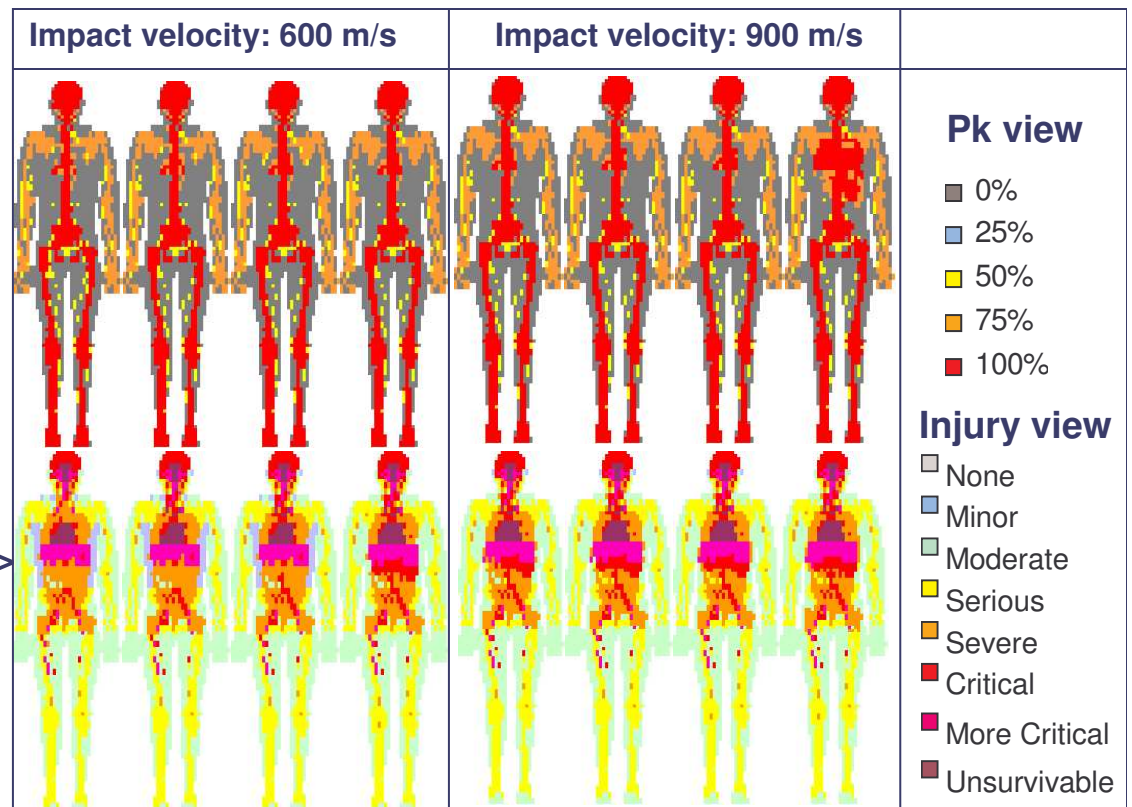 Impact velocity: 600 m/s
Impact velocity: 900 m/s
Pk view
0%
25%
50%
75%
100%
Injury view
None
Minor
Moderate
Serious
Severe
Critical
More Critical
Unsurvivable